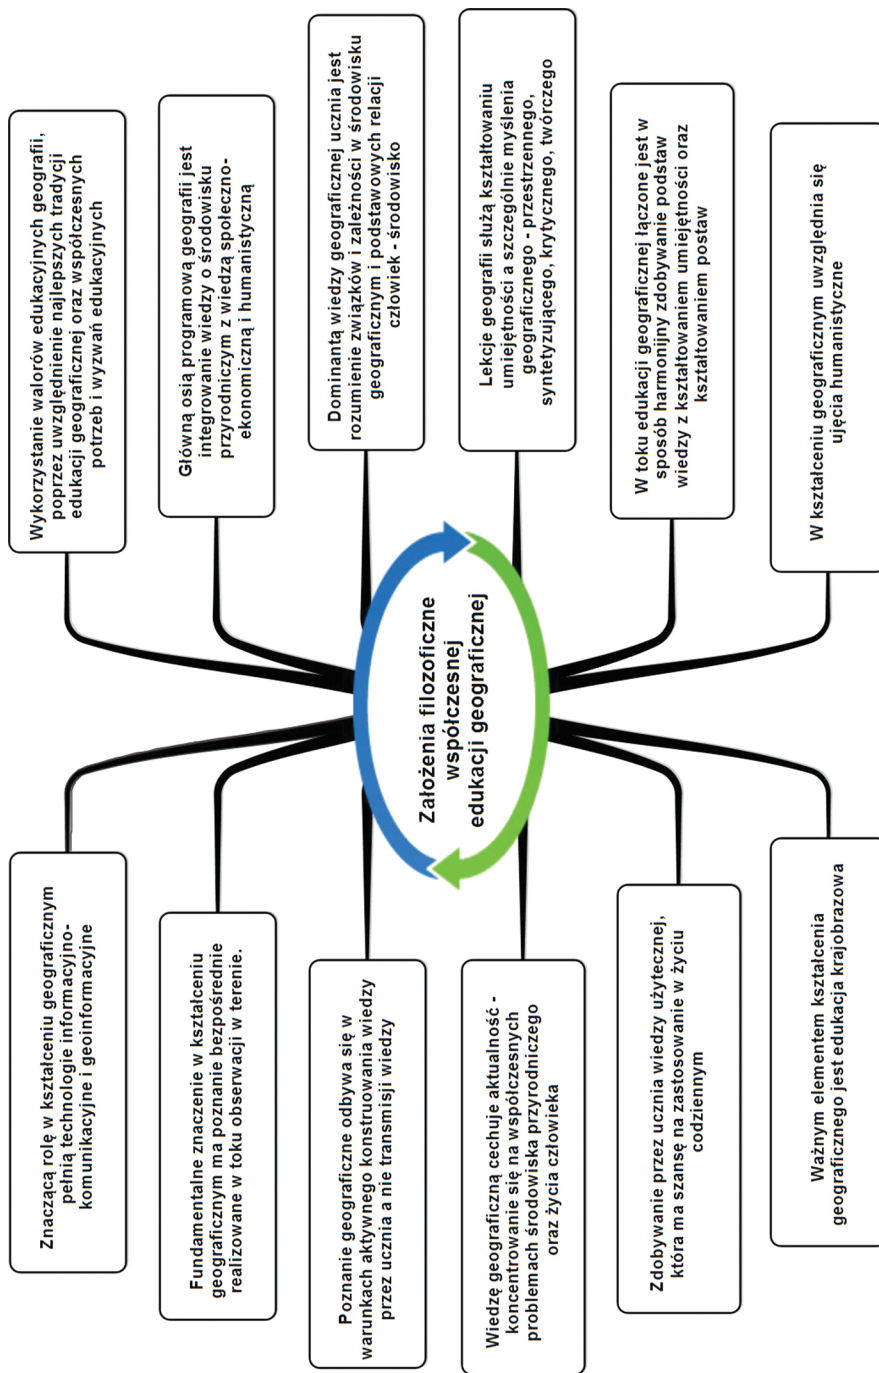 Założenia filozoficzne
współczesnej
edukacji geograficznej
Znaczącą rolę w kształceniu geograficznym
pełnią technologie informacyjno-
komunikacyjne i geoinformacyjne
Fundamentalne znaczenie w kształceniu
geograficznym ma poznanie bezpośrednie
realizowane w toku obserwacji w terenie.
Poznanie geograficzne odbywa się w
warunkach aktywnego konstruowania wiedzy
przez ucznia a nie transmisji wiedzy
Wiedzę geograficzną cechuje aktualność -
koncentrowanie się na współczesnych
problemach środowiska przyrodniczego
oraz życia człowieka
Zdobywanie przez ucznia wiedzy użytecznej,
która ma szansę na zastosowanie w życiu
codziennym
Ważnym elementem kształcenia
geograficznego jest edukacja krajobrazowa
Wykorzystanie walorów edukacyjnych geografii,
poprzez uwzględnienie najlepszych tradycji
edukacji geograficznej oraz współczesnych
potrzeb i wyzwań edukacyjnych
Główną osią programową geografii jest
integrowanie wiedzy o środowisku
przyrodniczym z wiedzą społeczno-
ekonomiczną i humanistyczną
Dominantą wiedzy geograficznej ucznia jest
rozumienie związków i zależności w środowisku
geograficznym i podstawowych relacji
człowiek - środowisko
Lekcje geografii służą kształtowaniu
umiejętności a szczególnie myślenia
geograficznego - przestrzennego,
syntetyzującego, krytycznego, twórczego
W toku edukacji geograficznej łączone jest w
sposób harmonijny zdobywanie podstaw
wiedzy z kształtowaniem umiejętności oraz
kształtowaniem postaw
W kształceniu geograficznym uwzględnia się
ujęcia humanistyczne